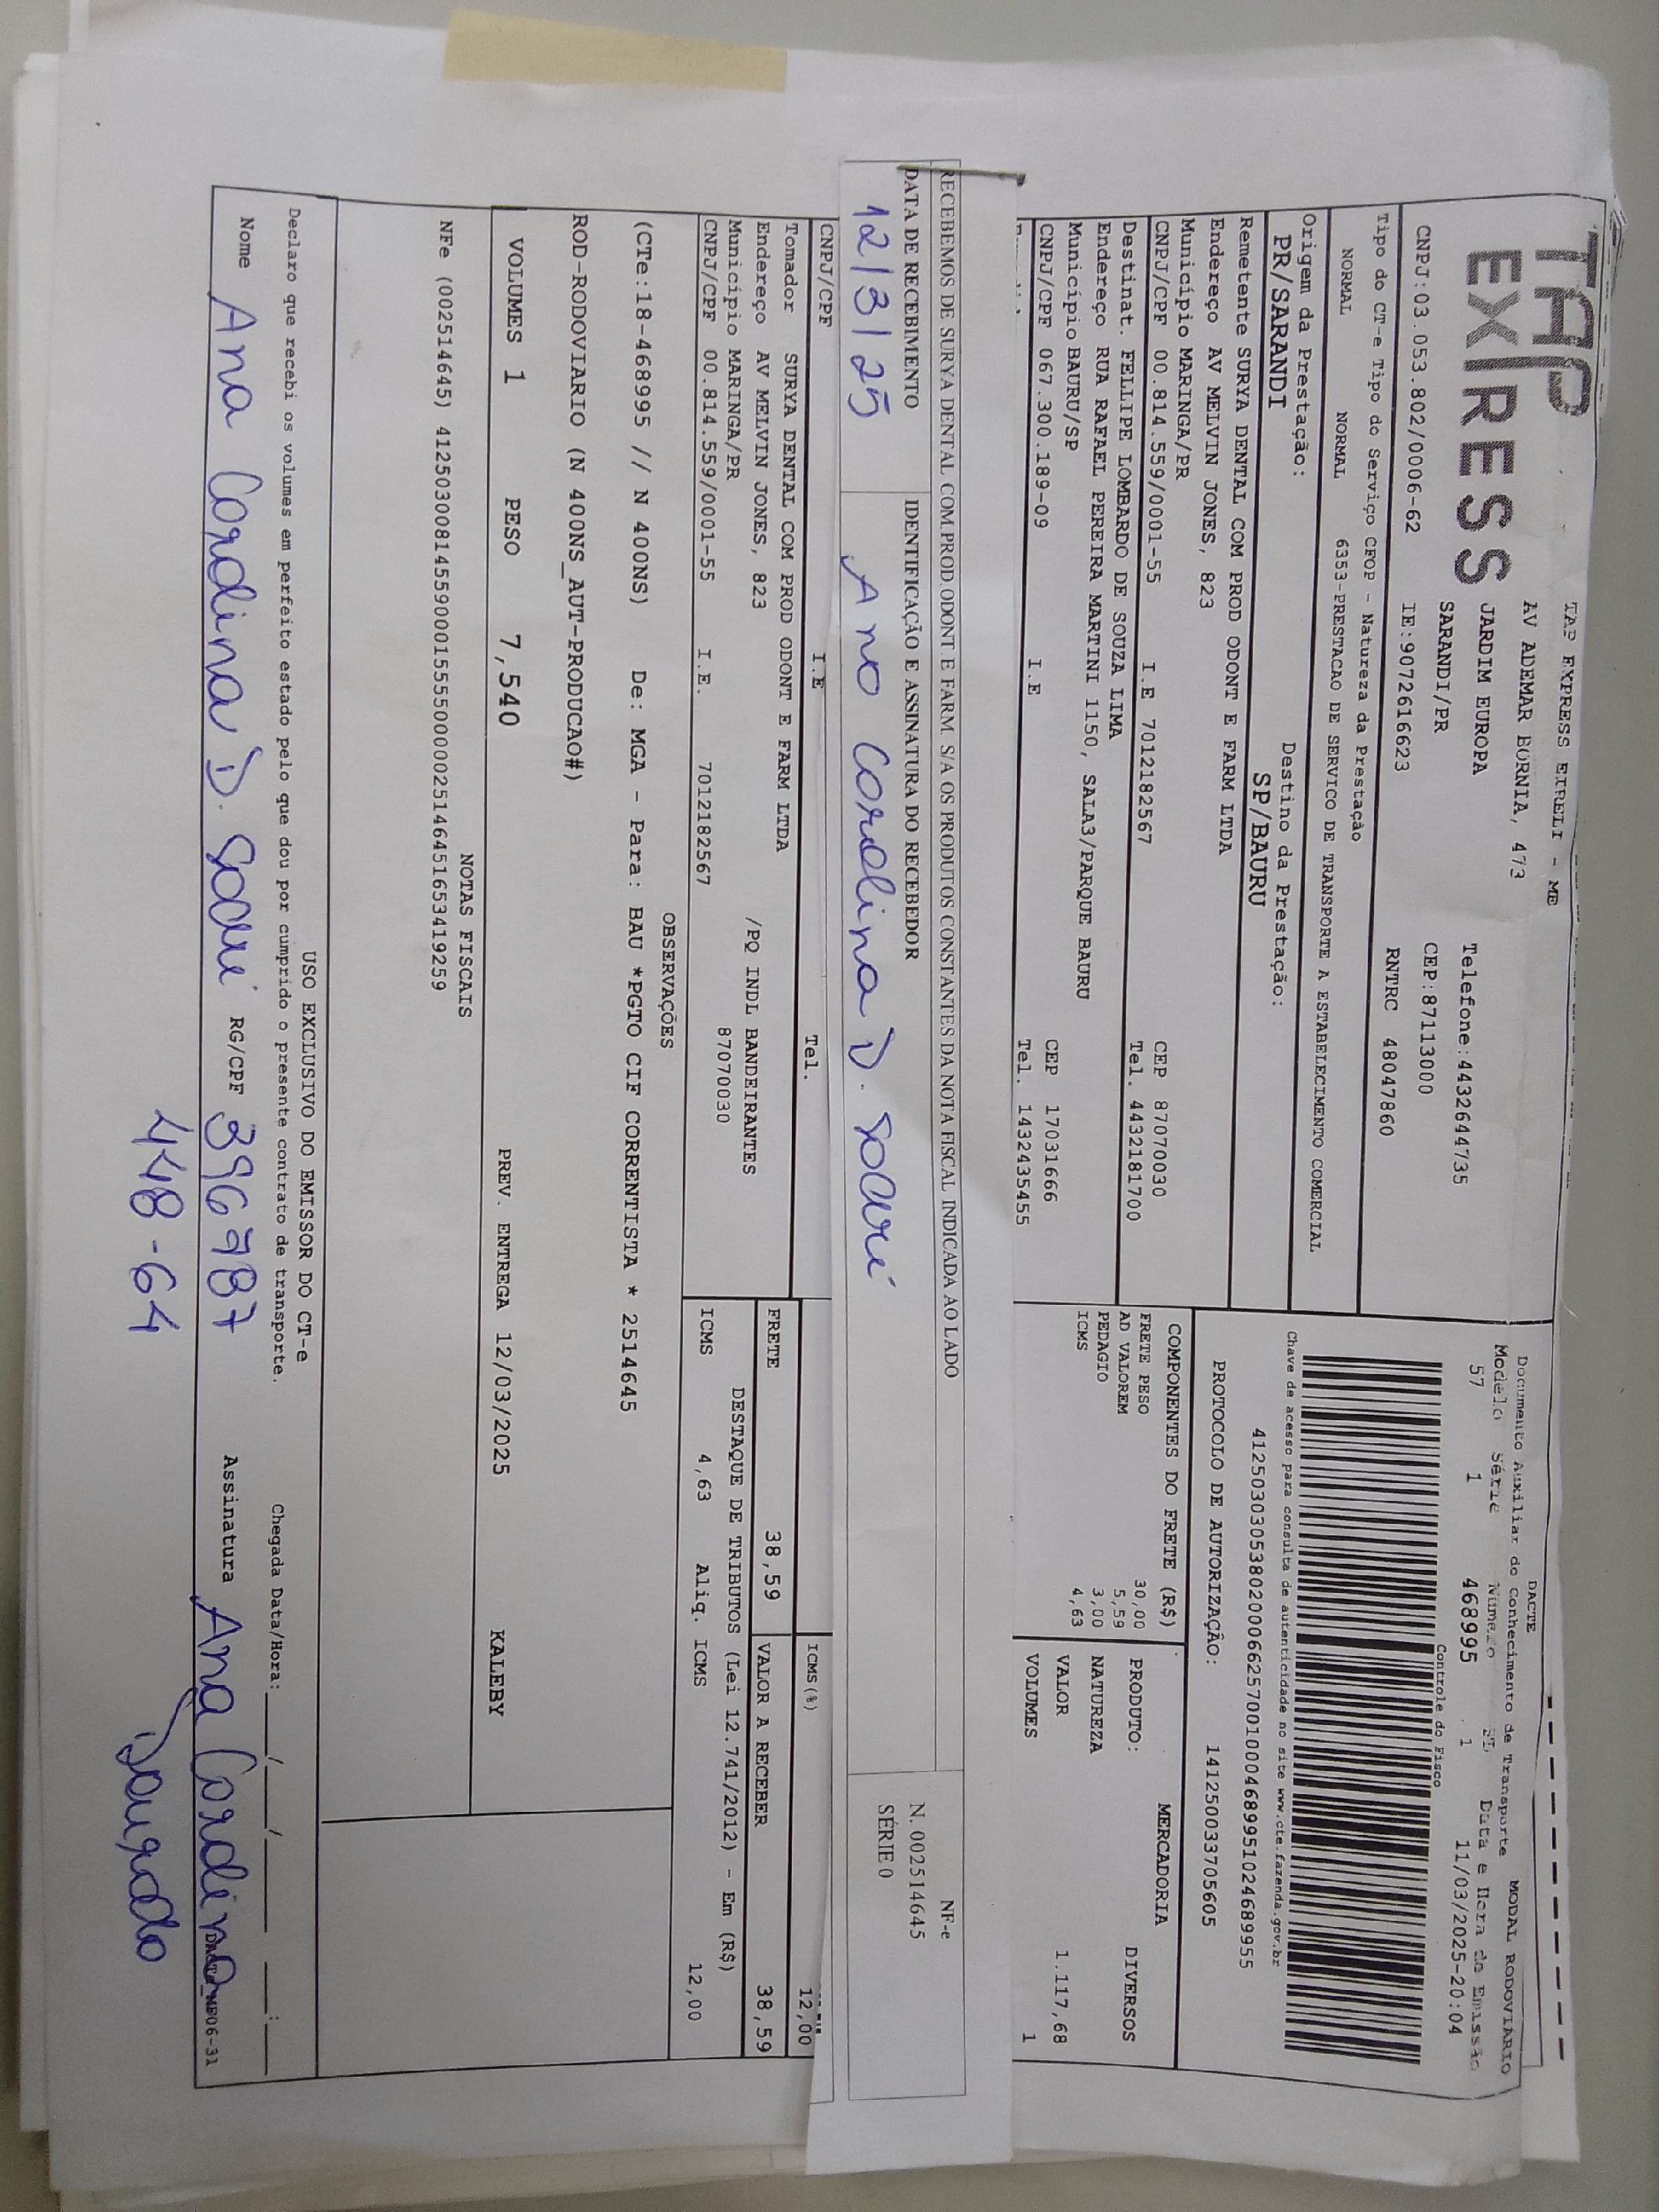 TAP
EXPRESS
TAP EXPRESS EIRELI - ME
AV ADEMAR BORNIA, 473
JARDIM EUROPA
SARANDI/PR
Telefone:4432644735
CEP:87113000
CNPJ:03.053.802/0006-62 IE:9072616623 RNTRC 48047860
DACTE
Documento Auxiliar do Conhecimento de Transporte MODAL RODOVIÁRIO
Modelo Série Número FL Data e Hora de Emissão
57 1 468995 1 11/03/2025-20:04
Controle do Fisco
Tipo do CT-e Tipo do Serviço CFOP - Natureza da Prestação
NORMAL NORMAL 6353-PRESTACAO DE SERVICO DE TRANSPORTE A ESTABELECIMENTO COMERCIAL
Chave de acesso para consulta de autenticidade no site www.cte.fazenda.gov.br
41250303053802000662570010004689951024689955
Origem da Prestação: Destino da Prestação:
PR/SARANDI SP/BAURU
PROTOCOLO DE AUTORIZAÇÃO: 141250033705605
Remetente SURYA DENTAL COM PROD ODONT E FARM LTDA
Endereço AV MELVIN JONES, 823
Município MARINGA/PR CEP 87070030
CNPJ/CPF 00.814.559/0001-55 I.E 7012182567 Tel. 4432181700
Destinat. FELLIPE LOMBARDO DE SOUZA LIMA
Endereço RUA RAFAEL PEREIRA MARTINI 1150, SALA3/PARQUE BAURU
Município BAURU/SP CEP 17031666
CNPJ/CPF 067.300.189-09 I.E Tel. 1432435455
COMPONENTES DO FRETE (R$)
FRETE PESO 30,00
AD VALOREM 5,59
PEDAGIO 3,00
ICMS 4,63
MERCADORIA
PRODUTO: DIVERSOS
NATUREZA
VALOR 1.117,68
VOLUMES 1
RECEBEMOS DE SURYA DENTAL COM.PROD.ODONT E FARM. S/A OS PRODUTOS CONSTANTES DA NOTA FISCAL INDICADA AO LADO
DATA DE RECEBIMENTO IDENTIFICAÇÃO E ASSINATURA DO RECEBEDOR
12/3/25 Ana Carolina D.
NF-e
N. 002514645
SÉRIE 0
CNPJ/CPF I.E Tel.
ICMS(%) 12,00
Tomador SURYA DENTAL COM PROD ODONT E FARM LTDA
Endereço AV MELVIN JONES, 823 /PQ INDL BANDEIRANTES
Município MARINGA/PR 87070030
CNPJ/CPF 00.814.559/0001-55 I.E. 7012182567
FRETE 38,59 VALOR A RECEBER 38,59
DESTAQUE DE TRIBUTOS (Lei 12.741/2012) - Em (R$)
ICMS 4,63 Aliq. ICMS 12,00
OBSERVAÇÕES
(CTe:18-468995 // N 400NS) De: MGA - Para: BAU *PGTO CIF CORRENTISTA * 2514645
ROD-RODOVIARIO (N 400NS_AUT-PRODUCAO#)
VOLUMES 1 PESO 7,540 PREV. ENTREGA 12/03/2025 KALEBY
NOTAS FISCAIS
NFe (002514645) 41250300814559000155550000025146451653419259
USO EXCLUSIVO DO EMISSOR DO CT-e
Declaro que recebi os volumes em perfeito estado pelo que dou por cumprido o presente contrato de transporte.
Chegada Data/Hora: __/__/____ __:__
Nome Ana Carolina D. RG/CPF 396787 Assinatura Ana Carolina
448-64 Dourado